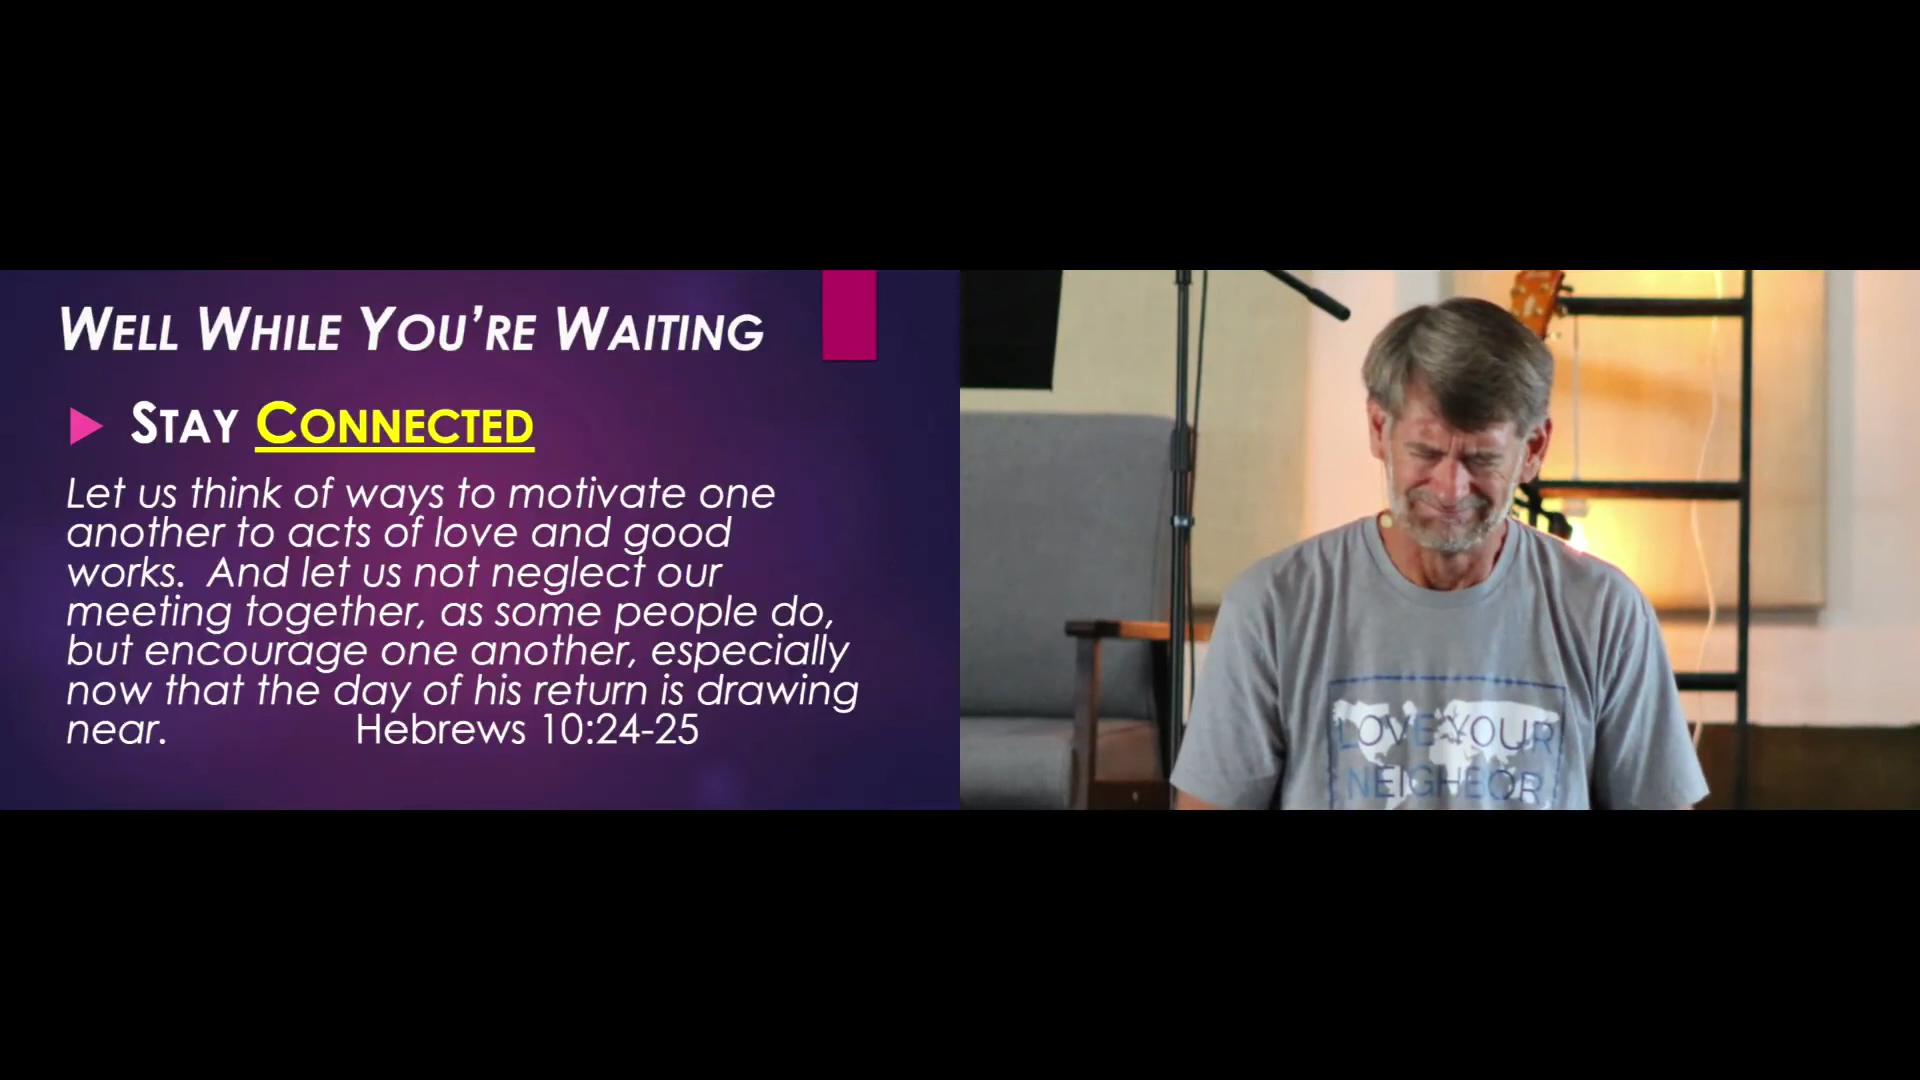 WELL WHILE YOU'RE WAITING
STAY CONNECTED
Let us think of ways to motivate one
another to acts of love and good
works.  And let us not neglect our
meeting together, as some people do,
but encourage one another, especially
now that the day of his return is drawing
near.  Hebrews 10:24-25
LOVE YOUR
NEIGHBOR